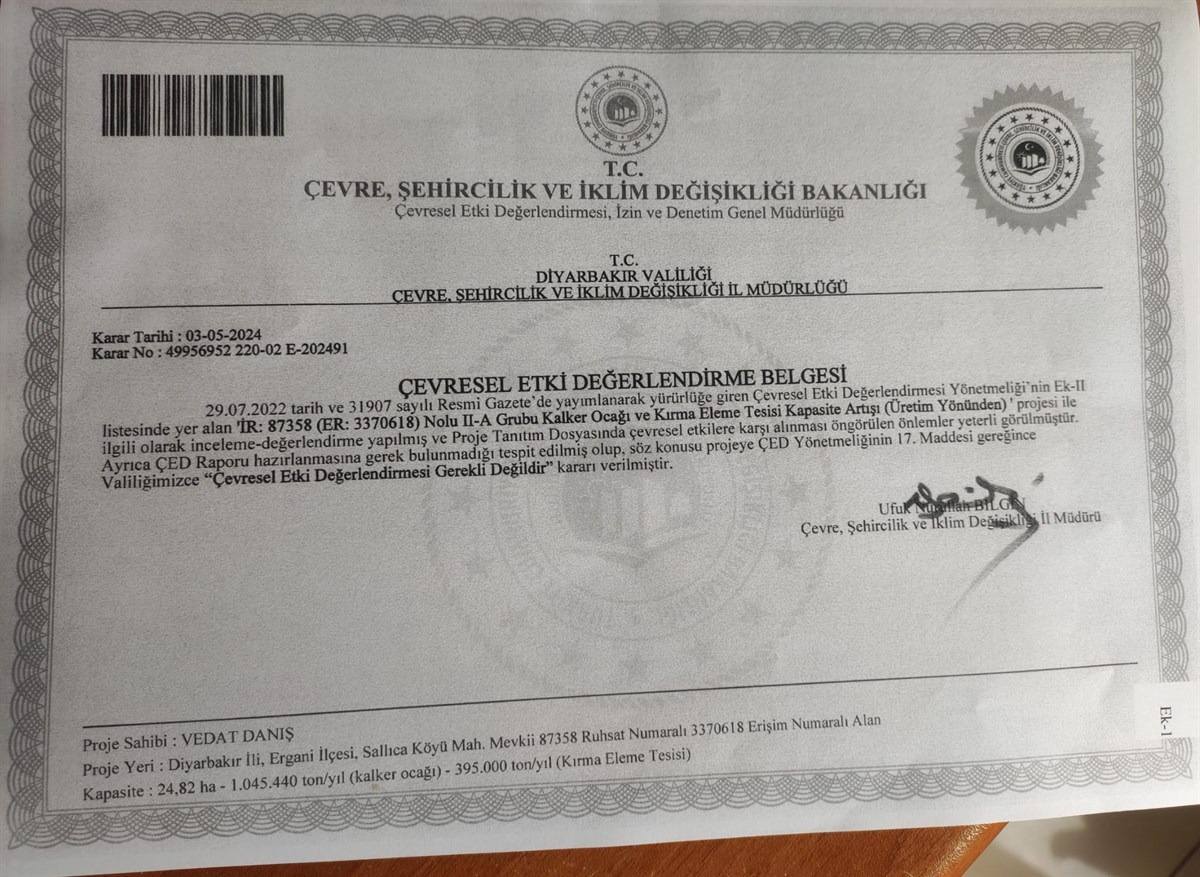 T.C.
ÇEVRE, ŞEHİRCİLİK VE İKLİM DEĞİŞİKLİĞİ BAKANLIĞI
Çevresel Etki Değerlendirmesi, İzin ve Denetim Genel Müdürlüğü
T.C.
DİYARBAKIR VALİLİĞİ
ÇEVRE, ŞEHİRCİLİK VE İKLİM DEĞİŞİKLİĞİ İL MÜDÜRLÜĞÜ
Karar Tarihi : 03-05-2024
Karar No : 49956952 220-02 E-202491
ÇEVRESEL ETKİ DEĞERLENDİRME BELGESİ
29.07.2022 tarih ve 31907 sayılı Resmi Gazete’de yayımlanarak yürürlüğe giren Çevresel Etki Değerlendirmesi Yönetmeliği’nin Ek-II
listesinde yer alan 'İR: 87358 (ER: 3370618) Nolu II-A Grubu Kalker Ocağı ve Kırma Eleme Tesisi Kapasite Artışı (Üretim Yönünden) ' projesi ile
ilgili olarak inceleme-değerlendirme yapılmış ve Proje Tanıtım Dosyasında çevresel etkilere karşı alınması öngörülen önlemler yeterli görülmüştür.
Ayrıca ÇED Raporu hazırlanmasına gerek bulunmadığı tespit edilmiş olup, söz konusu projeye ÇED Yönetmeliğinin 17. Maddesi gereğince
Valiliğimizce “Çevresel Etki Değerlendirmesi Gerekli Değildir” kararı verilmiştir.
Ufuk Nurullah BİLGİN
Çevre, Şehircilik ve İklim Değişikliği İl Müdürü
Proje Sahibi : VEDAT DANIŞ
Proje Yeri : Diyarbakır İli, Ergani İlçesi, Sallıca Köyü Mah. Mevkii 87358 Ruhsat Numaralı 3370618 Erişim Numaralı Alan
Kapasite : 24,82 ha - 1.045.440 ton/yıl (kalker ocağı) - 395.000 ton/yıl (Kırma Eleme Tesisi)
Ek-1